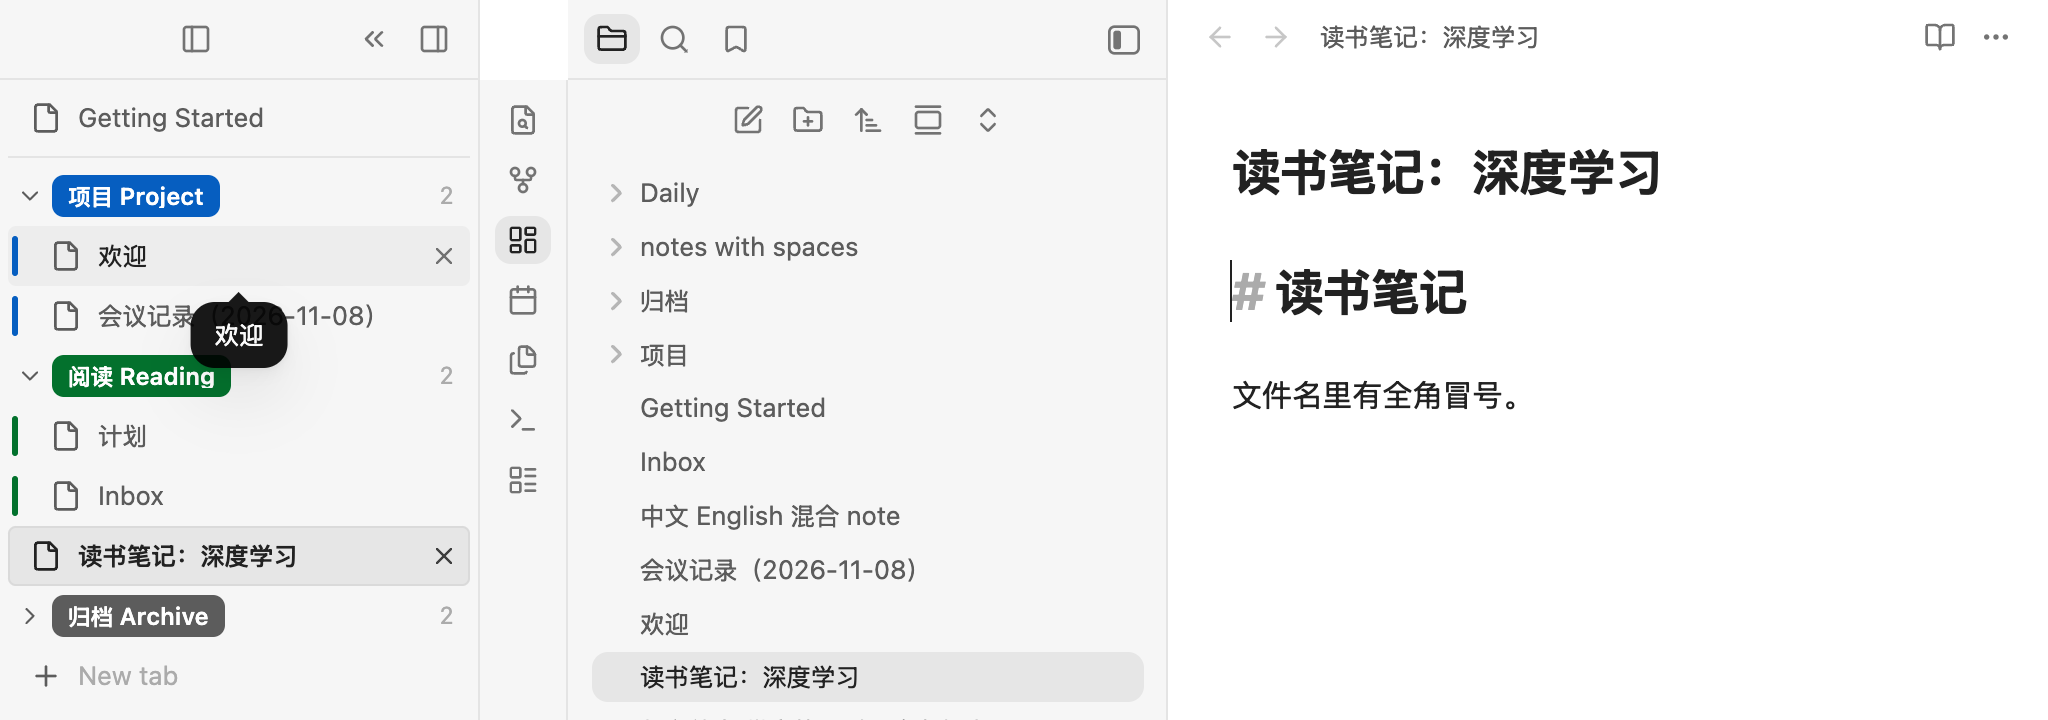 Getting Started
项目 Project 2
欢迎
会议记录（2026-11-08）
欢迎
阅读 Reading 2
计划
Inbox
读书笔记：深度学习
归档 Archive 2
New tab
Daily
notes with spaces
归档
项目
Getting Started
Inbox
中文 English 混合 note
会议记录（2026-11-08）
欢迎
读书笔记：深度学习
读书笔记：深度学习
读书笔记：深度学习
# 读书笔记
文件名里有全角冒号。